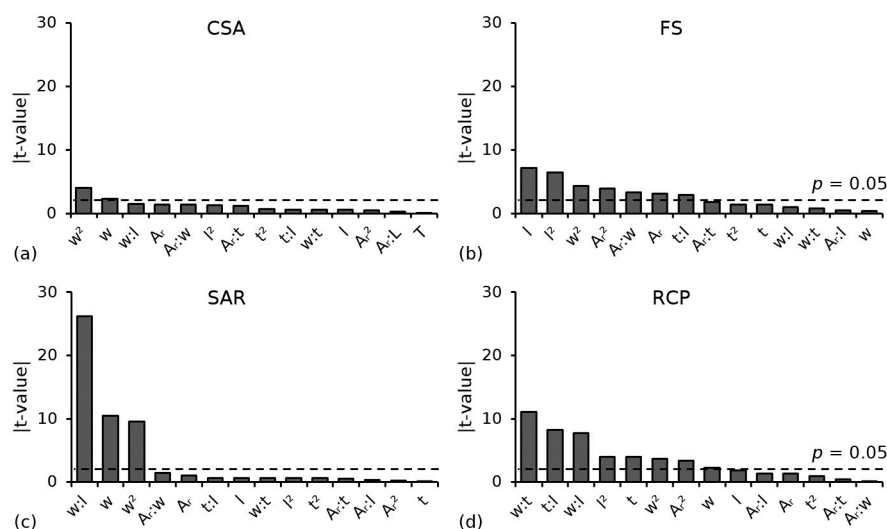 CSA
30
20
10
0
|t-value|
w² w w:l Aᵣ Aᵣ:w l² Aᵣ:t t² t:l w:t l Aᵣ² Aᵣ:L T
(a)
FS
30
20
10
0
|t-value|
p = 0.05
l l² w² Aᵣ² Aᵣ:w Aᵣ t:l Aᵣ:t t² t w:l w:t Aᵣ:l w
(b)
SAR
30
20
10
0
|t-value|
w:l w w² Aᵣ:w Aᵣ t:l l w:t l² t² Aᵣ:t Aᵣ:l Aᵣ² t
(c)
RCP
30
20
10
0
|t-value|
p = 0.05
w:t t:l w:l l² t w² Aᵣ² w l Aᵣ:l Aᵣ t² Aᵣ:t Aᵣ:w
(d)